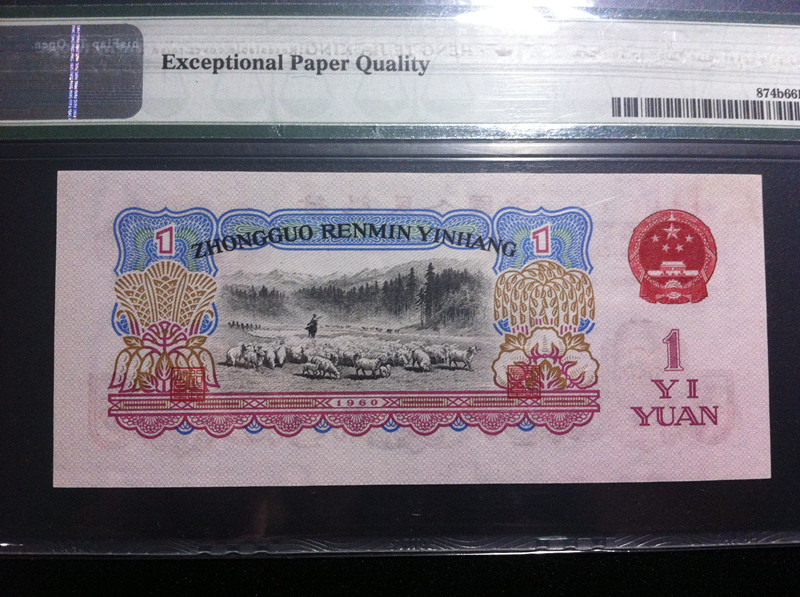 Exceptional Paper Quality
874b66
1 ZHONGGUO RENMIN YINHANG 1
1960
1
YI
YUAN